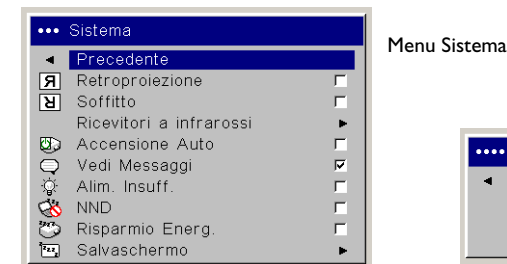 Sistema
Menu Sistema
Precedente
Retroproiezione
Soffitto
Ricevitori a infrarossi
Accensione Auto
Vedi Messaggi
Alim. Insuff.
NND
Risparmio Energ.
Salvaschermo